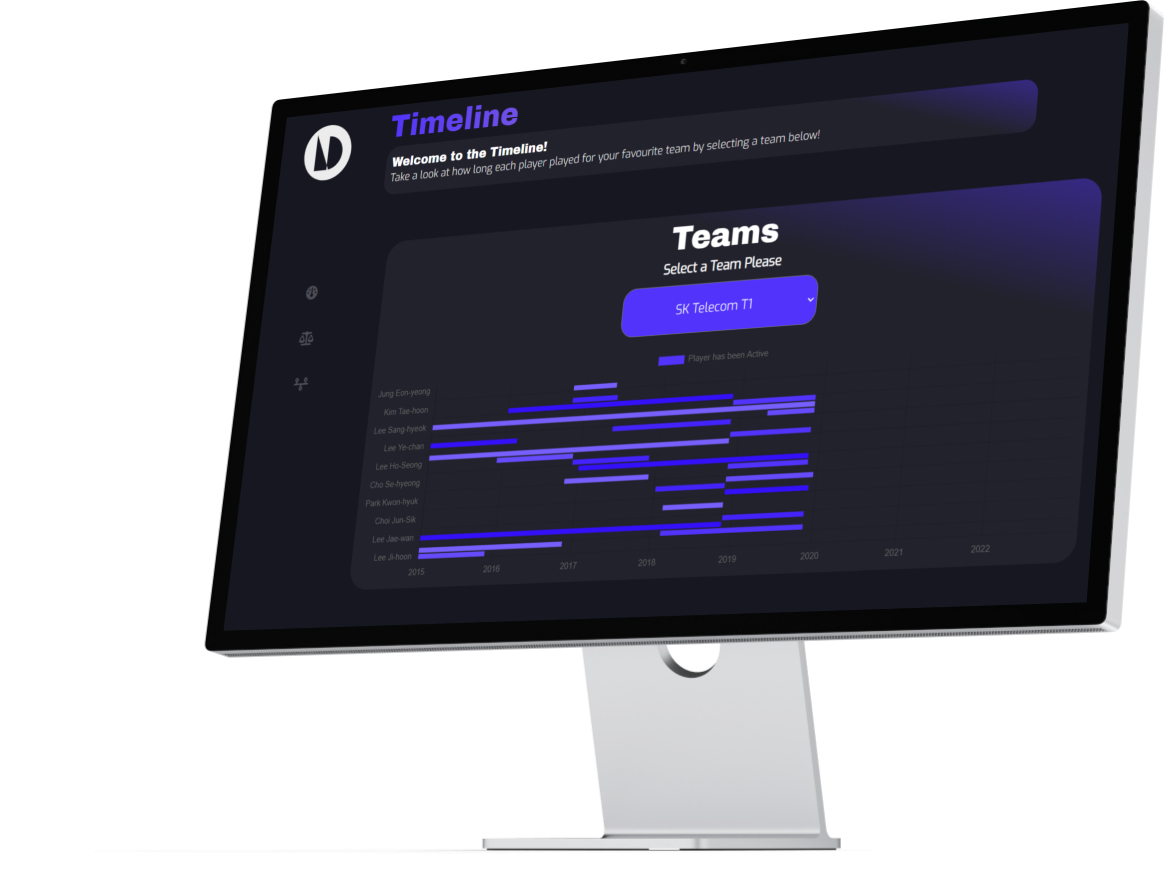 Timeline
Welcome to the Timeline!
Take a look at how long each player played for your favourite team by selecting a team below!
Teams
Select a Team Please
SK Telecom T1
Player has been Active
Jung Eon-yeong
Kim Tae-hoon
Lee Sang-hyeok
Lee Ye-chan
Lee Ho-Seong
Cho Se-hyeong
Park Kwon-hyuk
Choi Jun-Sik
Lee Jae-wan
Lee Ji-hoon
2015 2016 2017 2018 2019 2020 2021 2022